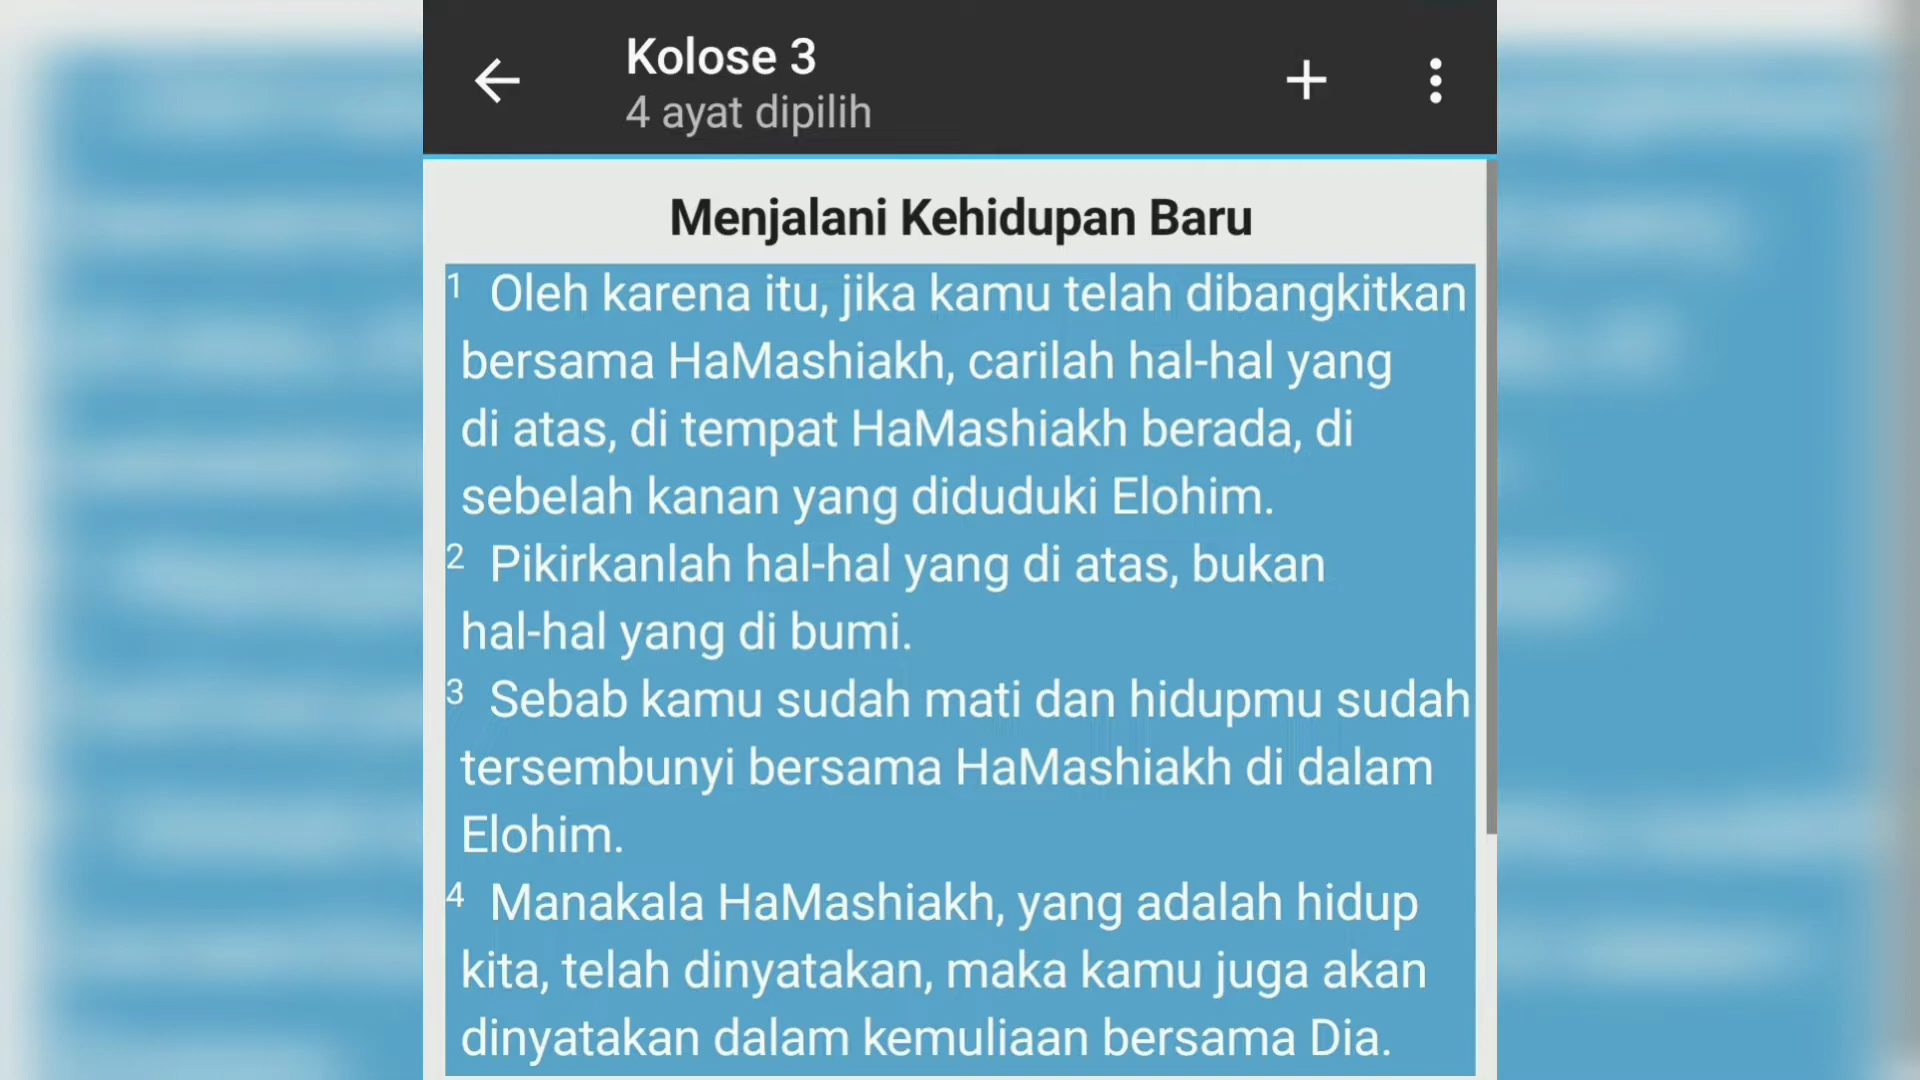 Kolose 3
4 ayat dipilih
Menjalani Kehidupan Baru
1 Oleh karena itu, jika kamu telah dibangkitkan
bersama HaMashiakh, carilah hal-hal yang
di atas, di tempat HaMashiakh berada, di
sebelah kanan yang diduduki Elohim.
2 Pikirkanlah hal-hal yang di atas, bukan
hal-hal yang di bumi.
3 Sebab kamu sudah mati dan hidupmu sudah
tersembunyi bersama HaMashiakh di dalam
Elohim.
4 Manakala HaMashiakh, yang adalah hidup
kita, telah dinyatakan, maka kamu juga akan
dinyatakan dalam kemuliaan bersama Dia.